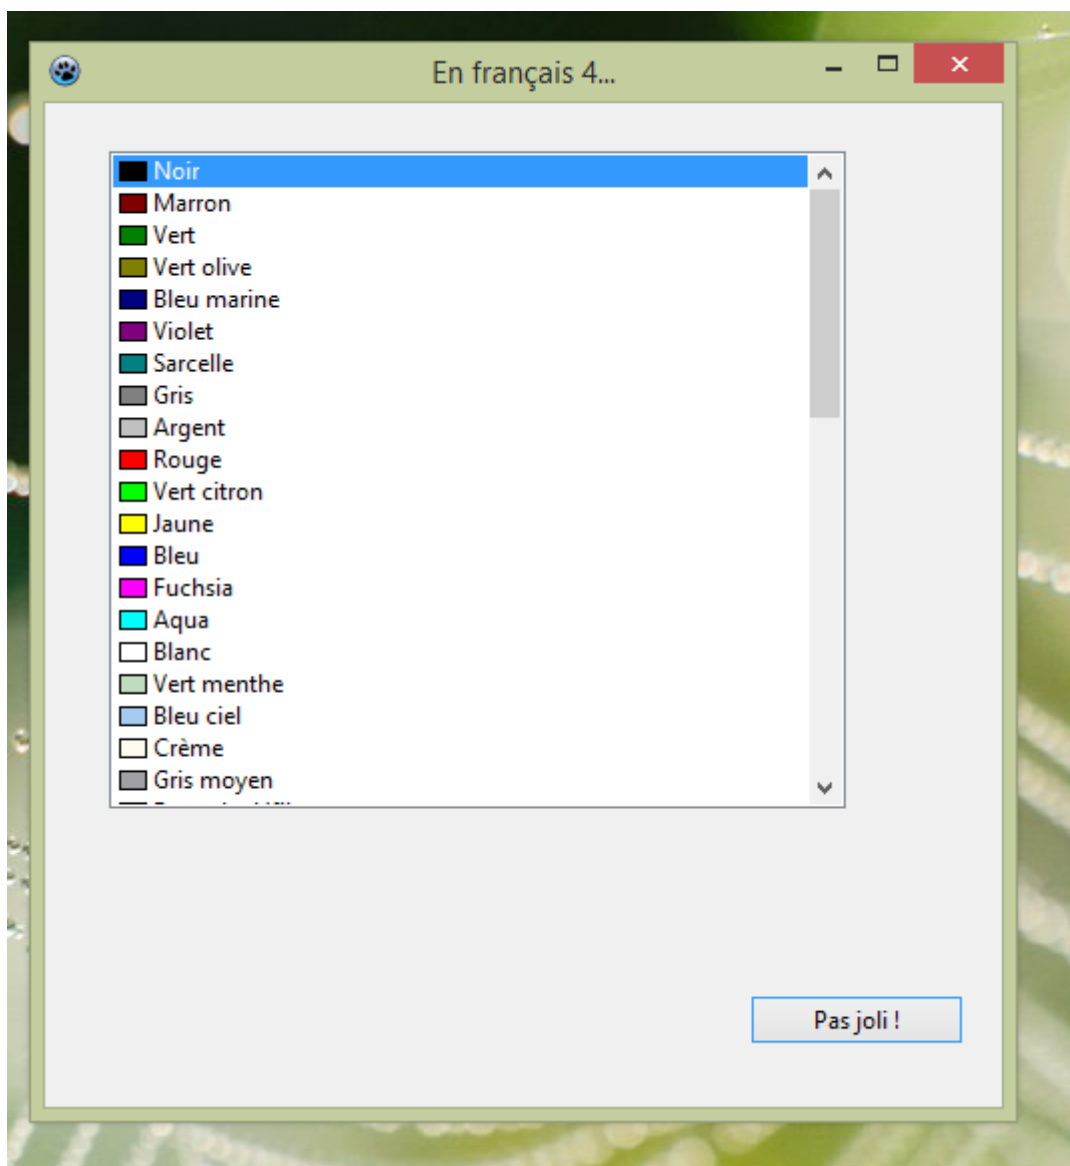 En français 4...
Noir
Marron
Vert
Vert olive
Bleu marine
Violet
Sarcelle
Gris
Argent
Rouge
Vert citron
Jaune
Bleu
Fuchsia
Aqua
Blanc
Vert menthe
Bleu ciel
Crème
Gris moyen
Pas joli !